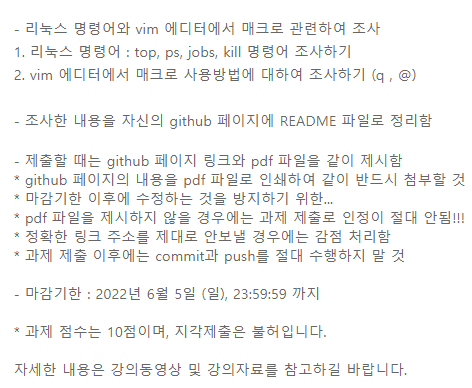 - 리눅스 명령어와 vim 에디터에서 매크로 관련하여 조사
1. 리눅스 명령어 : top, ps, jobs, kill 명령어 조사하기
2. vim 에디터에서 매크로 사용방법에 대하여 조사하기 (q , @)
- 조사한 내용을 자신의 github 페이지에 README 파일로 정리함
- 제출할 때는 github 페이지 링크와 pdf 파일을 같이 제시함
* github 페이지의 내용을 pdf 파일로 인쇄하여 같이 반드시 첨부할 것
* 마감기한 이후에 수정하는 것을 방지하기 위한...
* pdf 파일을 제시하지 않을 경우에는 과제 제출로 인정이 절대 안됨!!!
* 정확한 링크 주소를 제대로 안보낼 경우에는 감점 처리함
* 과제 제출 이후에는 commit과 push를 절대 수행하지 말 것
- 마감기한 : 2022년 6월 5일 (일), 23:59:59 까지
* 과제 점수는 10점이며, 지각제출은 불허입니다.
자세한 내용은 강의동영상 및 강의자료를 참고하길 바랍니다.